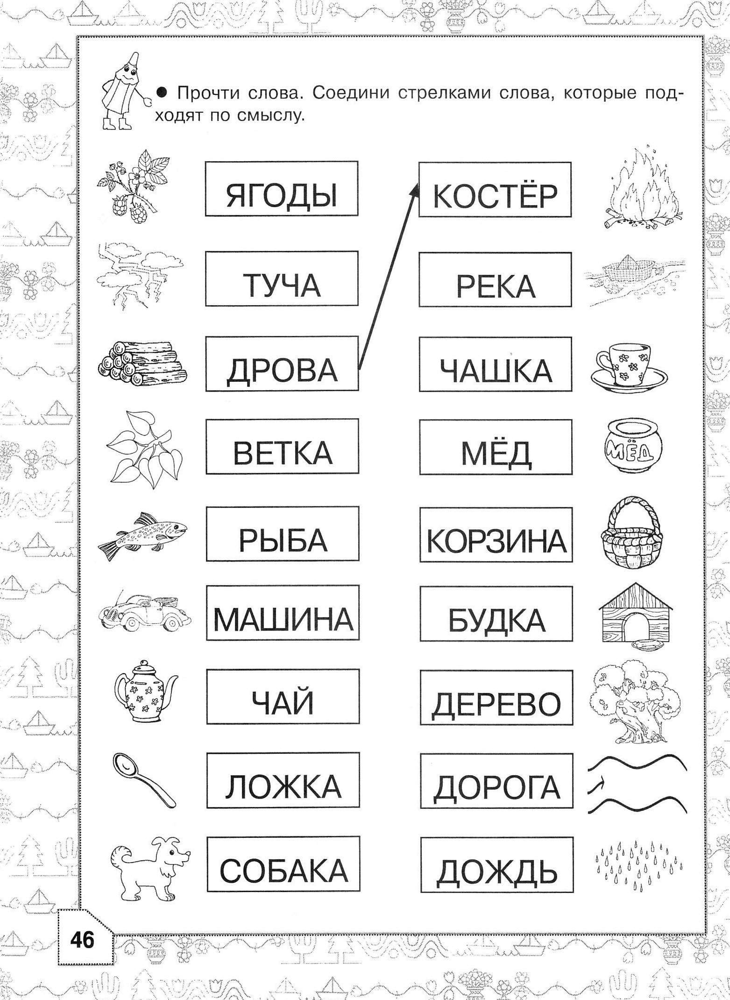 ● Прочти слова. Соедини стрелками слова, которые под-
ходят по смыслу.
ЯГОДЫ КОСТЁР
ТУЧА РЕКА
ДРОВА ЧАШКА
ВЕТКА МЁД МЁД
РЫБА КОРЗИНА
МАШИНА БУДКА
ЧАЙ ДЕРЕВО
ЛОЖКА ДОРОГА
СОБАКА ДОЖДЬ
46